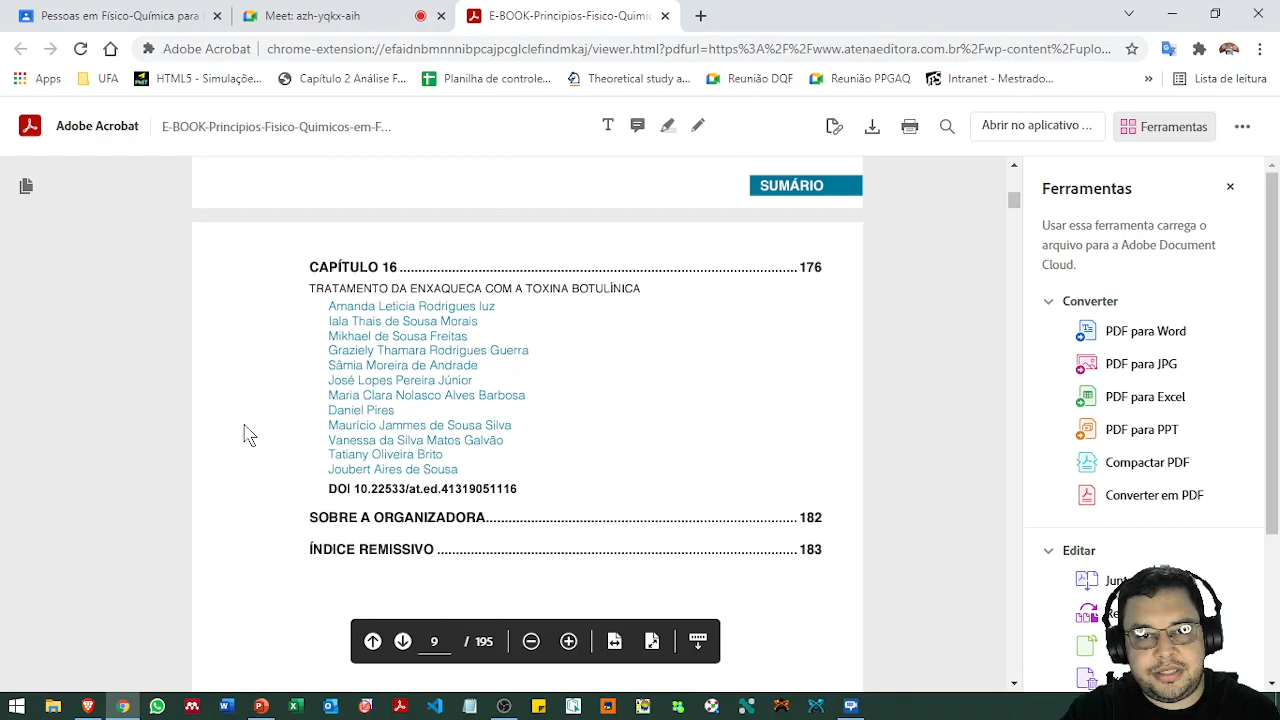 Pessoas em Físico-Química para
Meet: azh-yqkx-aih
E-BOOK-Principios-Fisico-Quimic
Adobe Acrobat
chrome-extension://efaidnbmnnnibpcajpcglclefindmkaj/viewer.html?pdfurl=https%3A%2F%2Fwww.atenaeditora.com.br%2Fwp-content%2Fuplo...
Apps
UFA
HTML5 - Simulaçõe...
Capítulo 2 Análise F...
Planilha de controle...
Theoretical study a...
Reunião DQF
Reunião PPGAQ
Intranet - Mestrado...
»
Lista de leitura
Adobe Acrobat
E-BOOK-Principios-Fisico-Quimicos-em-F...
Abrir no aplicativo ...
Ferramentas
SUMÁRIO
CAPÍTULO 16 ........................................................................................................ 176
TRATAMENTO DA ENXAQUECA COM A TOXINA BOTULÍNICA
Amanda Leticia Rodrigues luz
Iala Thais de Sousa Morais
Mikhael de Sousa Freitas
Graziely Thamara Rodrigues Guerra
Sâmia Moreira de Andrade
José Lopes Pereira Júnior
Maria Clara Nolasco Alves Barbosa
Daniel Pires
Maurício Jammes de Sousa Silva
Vanessa da Silva Matos Galvão
Tatiany Oliveira Brito
Joubert Aires de Sousa
DOI 10.22533/at.ed.41319051116
SOBRE A ORGANIZADORA................................................................................. 182
ÍNDICE REMISSIVO ............................................................................................. 183
9 / 195
Ferramentas
Usar essa ferramenta carrega o
arquivo para a Adobe Document
Cloud.
Converter
PDF para Word
PDF para JPG
PDF para Excel
PDF para PPT
Compactar PDF
Converter em PDF
Editar